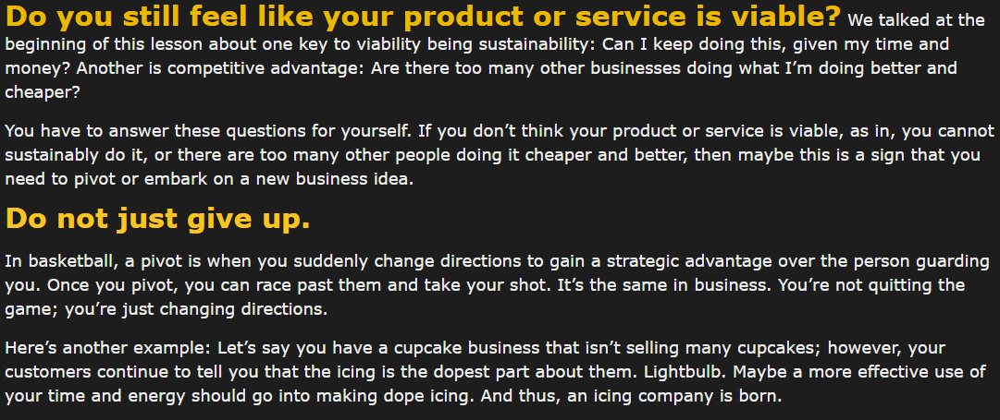 Do you still feel like your product or service is viable? We talked at the
beginning of this lesson about one key to viability being sustainability: Can I keep doing this, given my time and
money? Another is competitive advantage: Are there too many other businesses doing what I’m doing better and
cheaper?
You have to answer these questions for yourself. If you don’t think your product or service is viable, as in, you cannot
sustainably do it, or there are too many other people doing it cheaper and better, then maybe this is a sign that you
need to pivot or embark on a new business idea.
Do not just give up.
In basketball, a pivot is when you suddenly change directions to gain a strategic advantage over the person guarding
you. Once you pivot, you can race past them and take your shot. It’s the same in business. You’re not quitting the
game; you’re just changing directions.
Here’s another example: Let’s say you have a cupcake business that isn’t selling many cupcakes; however, your
customers continue to tell you that the icing is the dopest part about them. Lightbulb. Maybe a more effective use of
your time and energy should go into making dope icing. And thus, an icing company is born.